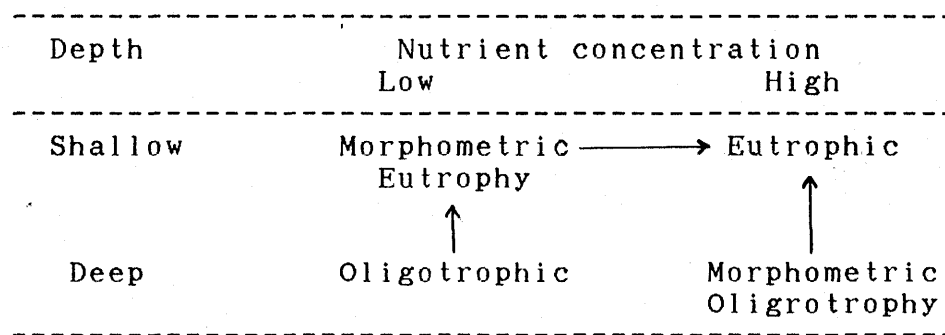 Depth Nutrient concentration
Low High
Shallow Morphometric Eutrophic
Eutrophy
Deep Oligotrophic Morphometric
Oligrotrophy